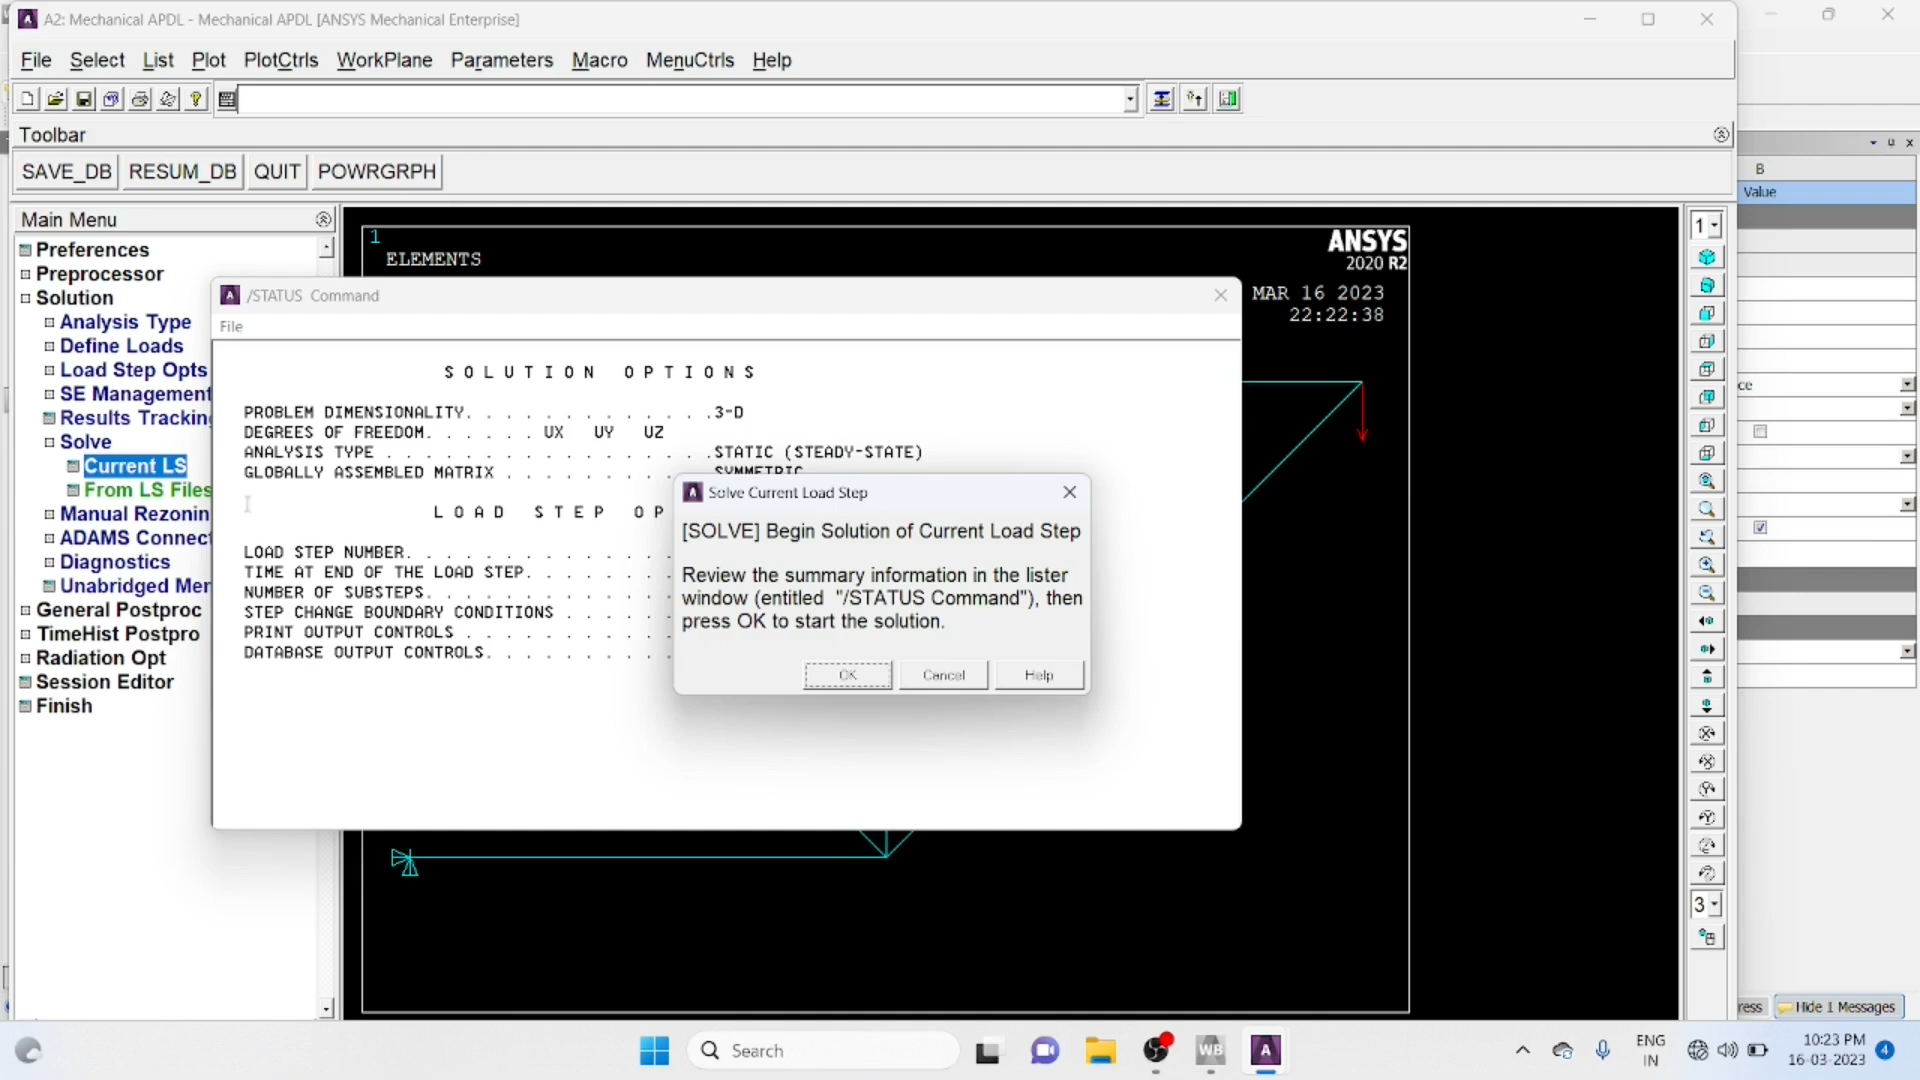 A2: Mechanical APDL - Mechanical APDL [ANSYS Mechanical Enterprise]
File Select List Plot PlotCtrls WorkPlane Parameters Macro MenuCtrls Help
Toolbar
SAVE_DB RESUM_DB QUIT POWRGRPH
B
Value
Main Menu
Preferences
Preprocessor
Solution
Analysis Type
Define Loads
Load Step Opts
SE Management
Results Tracking
Solve
Current LS
From LS Files
Manual Rezonin
ADAMS Connect
Diagnostics
Unabridged Men
General Postproc
TimeHist Postpro
Radiation Opt
Session Editor
Finish
1
ELEMENTS
ANSYS
2020 R2
MAR 16 2023
22:22:38
1
3
/STATUS Command
File
S O L U T I O N   O P T I O N S
PROBLEM DIMENSIONALITY. . . . . . . . . . . . .3-D
DEGREES OF FREEDOM. . . . . . UX UY UZ
ANALYSIS TYPE . . . . . . . . . . . . . . . . .STATIC (STEADY-STATE)
GLOBALLY ASSEMBLED MATRIX . . . . . . . . . . .SYMMETRIC
L O A D   S T E P   O P
LOAD STEP NUMBER. . . . . . . . . . . . . .
TIME AT END OF THE LOAD STEP. . . . . . . .
NUMBER OF SUBSTEPS. . . . . . . . . . . . .
STEP CHANGE BOUNDARY CONDITIONS . . . . . .
PRINT OUTPUT CONTROLS . . . . . . . . . . .
DATABASE OUTPUT CONTROLS. . . . . . . . . .
Solve Current Load Step
[SOLVE] Begin Solution of Current Load Step
Review the summary information in the lister
window (entitled "/STATUS Command"), then
press OK to start the solution.
OK Cancel Help
ce
ress
Hide 1 Messages
Search
WB
A
ENG
IN
10:23 PM
16-03-2023
4